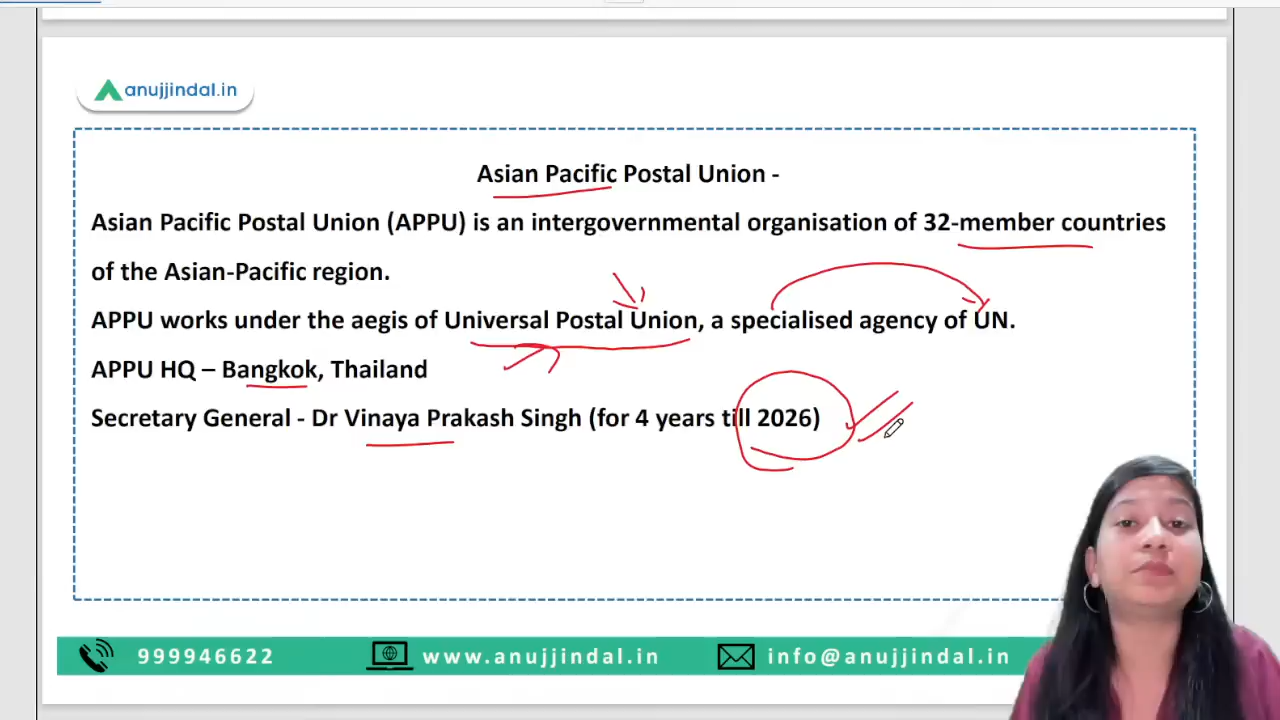 anujjindal.in
Asian Pacific Postal Union -
Asian Pacific Postal Union (APPU) is an intergovernmental organisation of 32-member countries
of the Asian-Pacific region.
APPU works under the aegis of Universal Postal Union, a specialised agency of UN.
APPU HQ – Bangkok, Thailand
Secretary General - Dr Vinaya Prakash Singh (for 4 years till 2026)
999946622
www.anujjindal.in
info@anujjindal.in